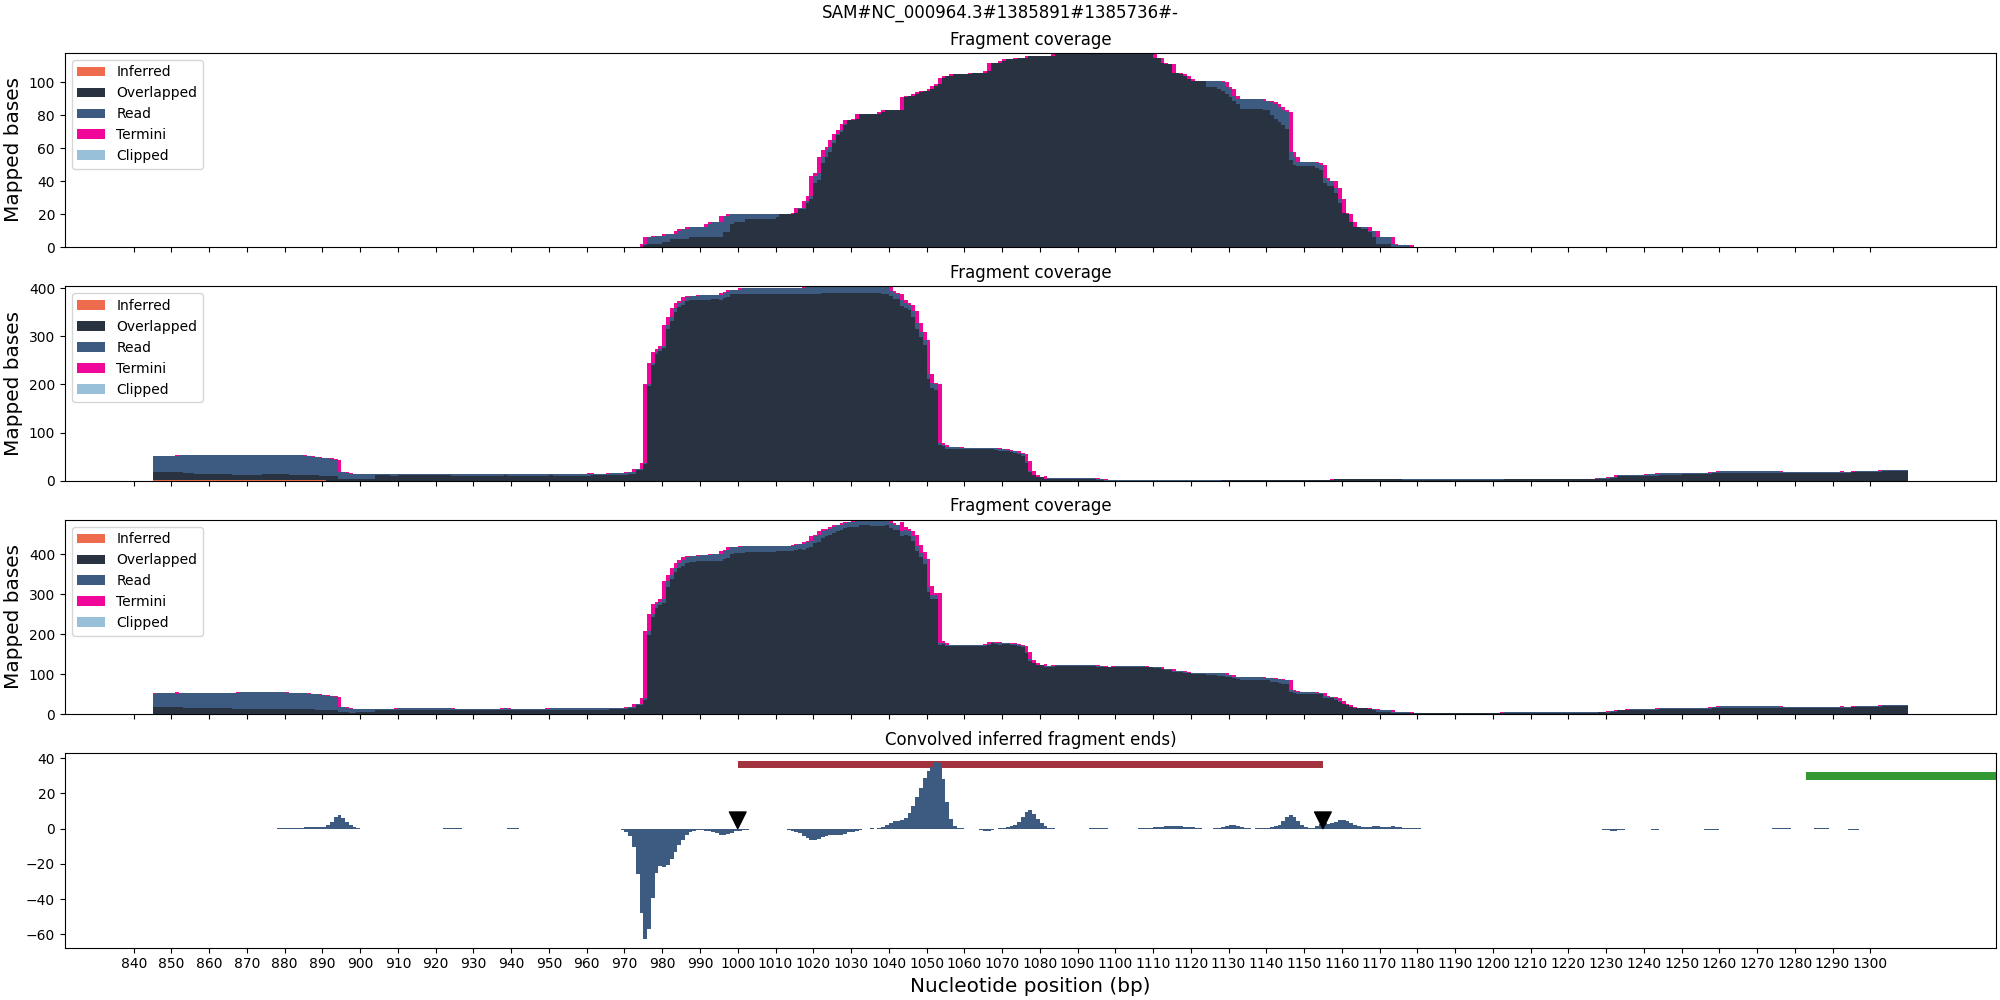 SAM#NC_000964.3#1385891#1385736#-
Fragment coverage
Mapped bases
100
80
60
40
20
0
Inferred
Overlapped
Read
Termini
Clipped
Fragment coverage
Mapped bases
400
300
200
100
0
Inferred
Overlapped
Read
Termini
Clipped
Fragment coverage
Mapped bases
400
300
200
100
0
Inferred
Overlapped
Read
Termini
Clipped
Convolved inferred fragment ends)
40
20
0
−20
−40
−60
840 850 860 870 880 890 900 910 920 930 940 950 960 970 980 990 1000 1010 1020 1030 1040 1050 1060 1070 1080 1090 1100 1110 1120 1130 1140 1150 1160 1170 1180 1190 1200 1210 1220 1230 1240 1250 1260 1270 1280 1290 1300
Nucleotide position (bp)